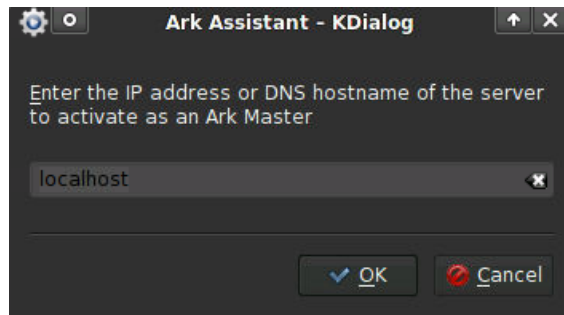 Ark Assistant - KDialog
Enter the IP address or DNS hostname of the server
to activate as an Ark Master
localhost
OK
Cancel